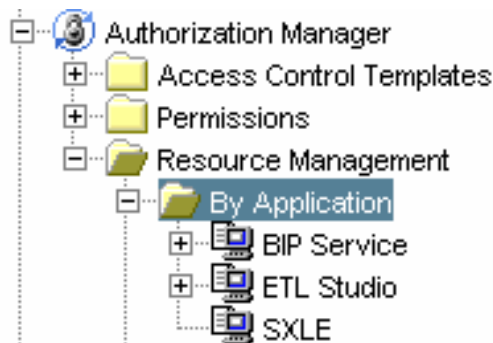 Authorization Manager
Access Control Templates
Permissions
Resource Management
By Application
BIP Service
ETL Studio
SXLE